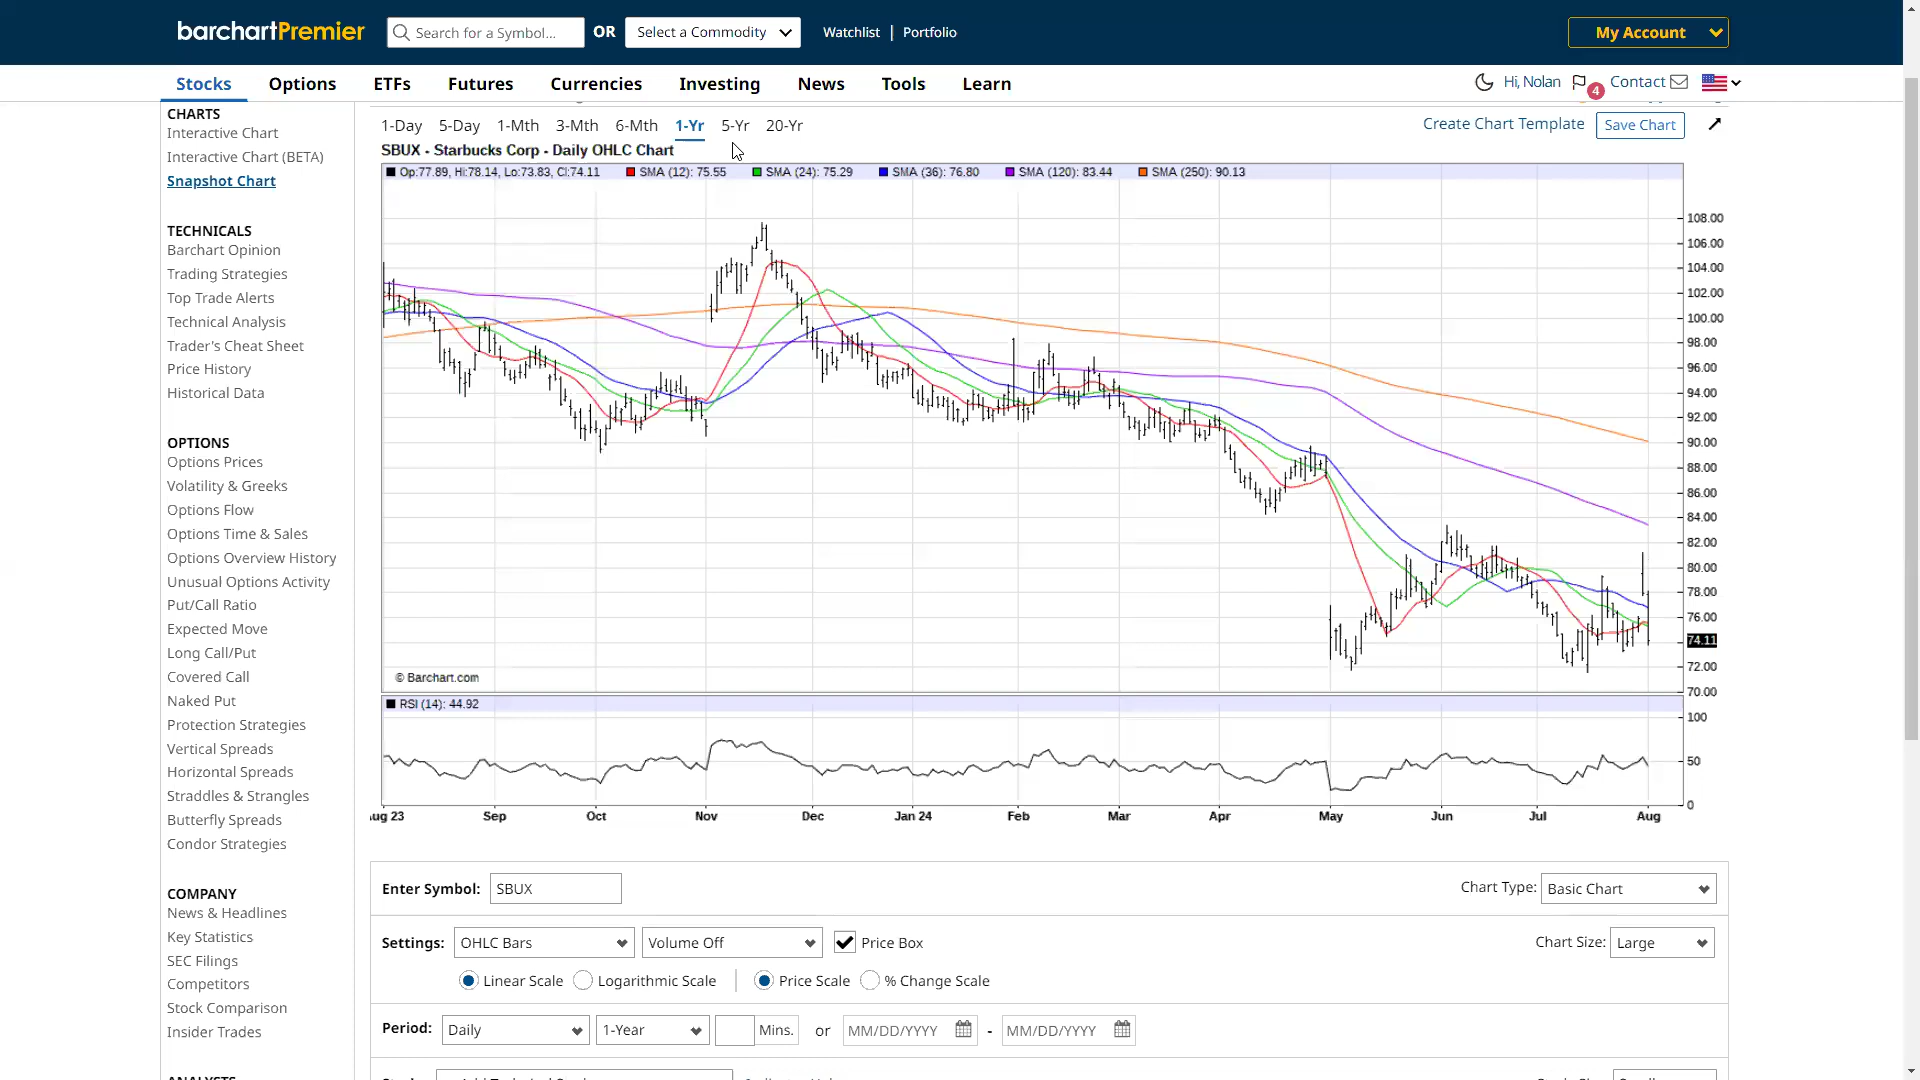 barchartPremier
Search for a Symbol...
OR
Select a Commodity
Watchlist | Portfolio
My Account
Stocks Options ETFs Futures Currencies Investing News Tools Learn
Hi, Nolan
4
Contact
CHARTS
Interactive Chart
Interactive Chart (BETA)
Snapshot Chart
TECHNICALS
Barchart Opinion
Trading Strategies
Top Trade Alerts
Technical Analysis
Trader's Cheat Sheet
Price History
Historical Data
OPTIONS
Options Prices
Volatility & Greeks
Options Flow
Options Time & Sales
Options Overview History
Unusual Options Activity
Put/Call Ratio
Expected Move
Long Call/Put
Covered Call
Naked Put
Protection Strategies
Vertical Spreads
Horizontal Spreads
Straddles & Strangles
Butterfly Spreads
Condor Strategies
COMPANY
News & Headlines
Key Statistics
SEC Filings
Competitors
Stock Comparison
Insider Trades
1-Day 5-Day 1-Mth 3-Mth 6-Mth 1-Yr 5-Yr 20-Yr
Create Chart Template Save Chart
SBUX - Starbucks Corp - Daily OHLC Chart
Op:77.89, Hi:78.14, Lo:73.83, Cl:74.11 SMA (12): 75.55 SMA (24): 75.29 SMA (36): 76.80 SMA (120): 83.44 SMA (250): 90.13
108.00
106.00
104.00
102.00
100.00
98.00
96.00
94.00
92.00
90.00
88.00
86.00
84.00
82.00
80.00
78.00
76.00
74.11
72.00
70.00
© Barchart.com
RSI (14): 44.92
100
50
0
ug 23 Sep Oct Nov Dec Jan 24 Feb Mar Apr May Jun Jul Aug
Enter Symbol: SBUX
Chart Type: Basic Chart
Settings: OHLC Bars Volume Off Price Box
Chart Size: Large
Linear Scale Logarithmic Scale | Price Scale % Change Scale
Period: Daily 1-Year Mins. or MM/DD/YYYY - MM/DD/YYYY